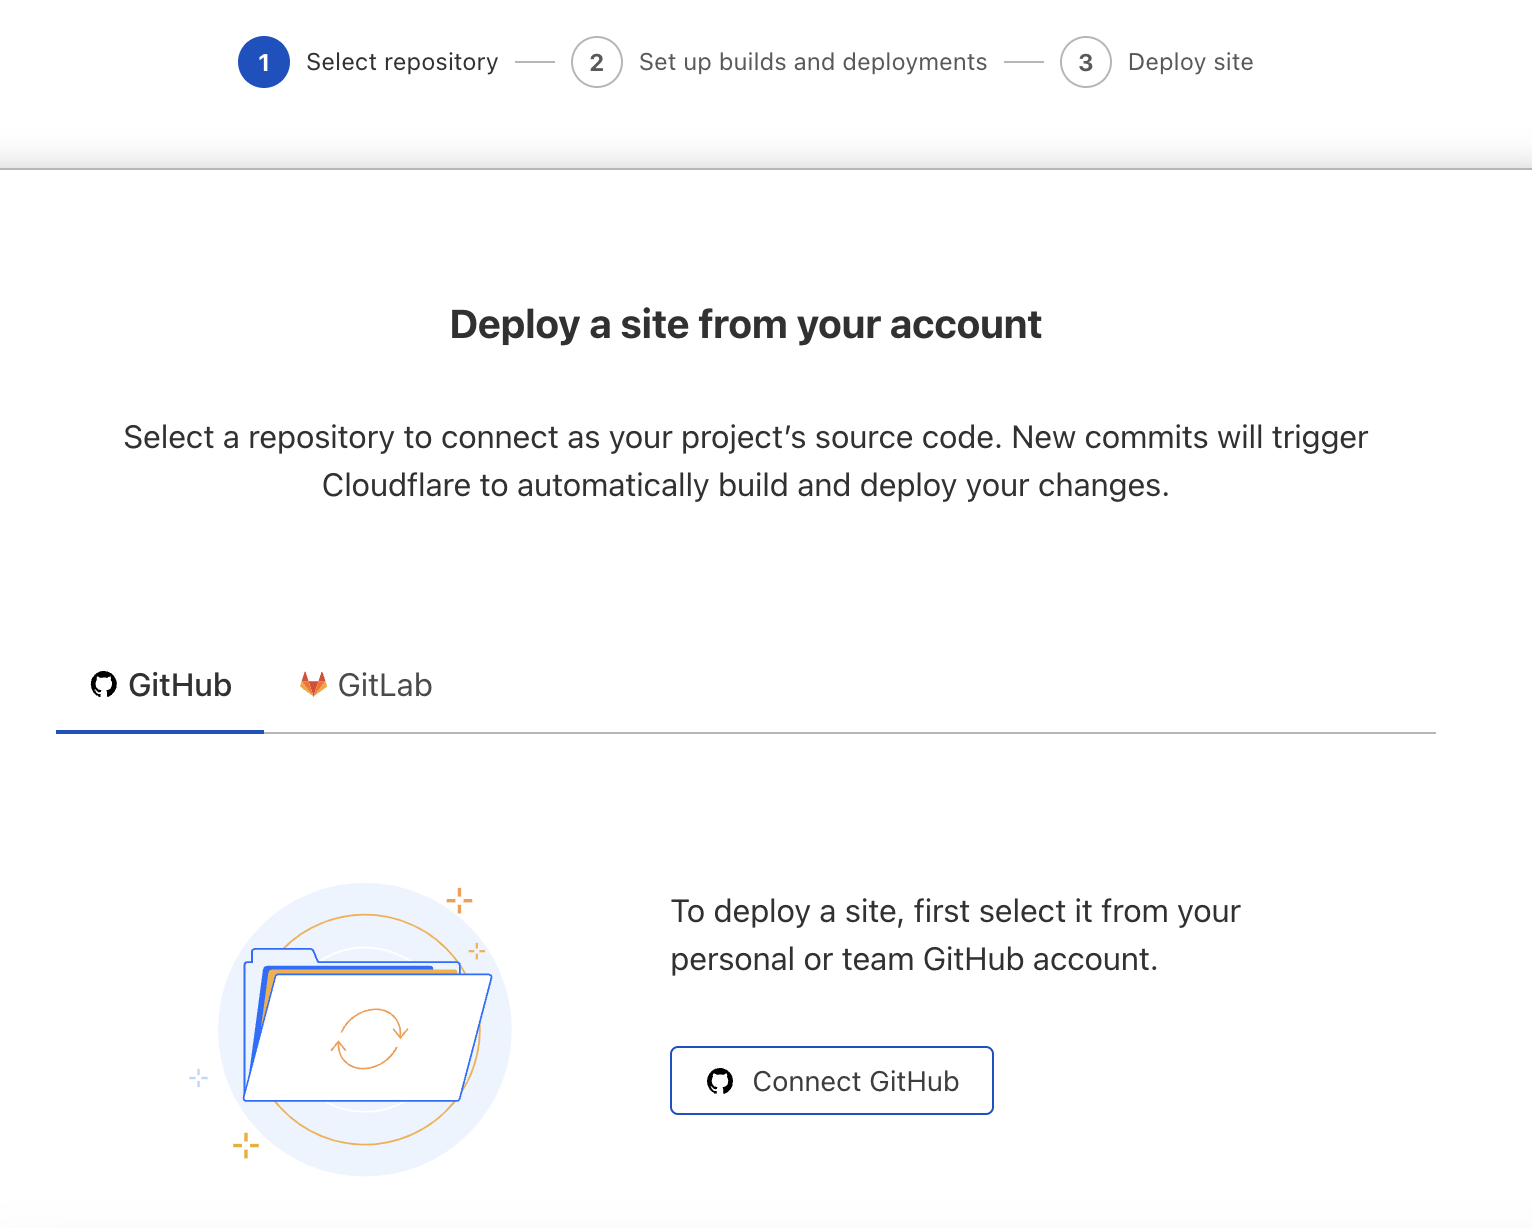 1 Select repository 2 Set up builds and deployments 3 Deploy site
Deploy a site from your account
Select a repository to connect as your project’s source code. New commits will trigger
Cloudflare to automatically build and deploy your changes.
GitHub GitLab
To deploy a site, first select it from your
personal or team GitHub account.
Connect GitHub